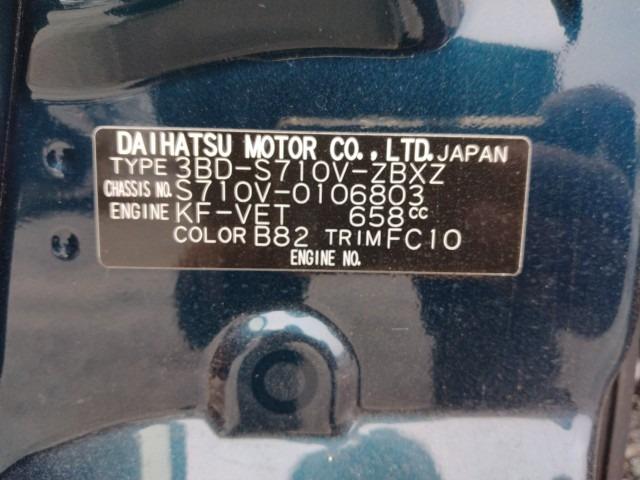 DAIHATSU MOTOR CO., LTD. JAPAN
TYPE 3BD-S710V-ZBXZ
CHASSIS NO. S710V-0106803
ENGINE KF-VET 658cc
COLOR B82 TRIM FC10
ENGINE NO.